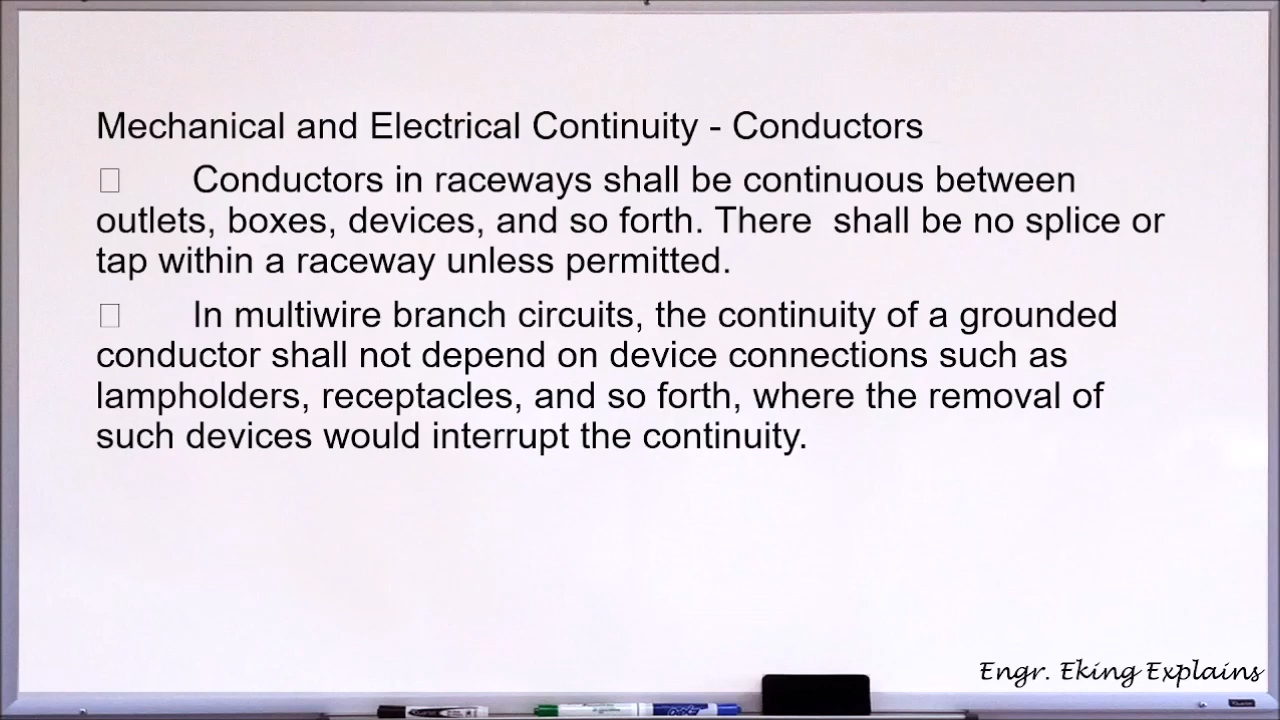 Mechanical and Electrical Continuity - Conductors
Conductors in raceways shall be continuous between
outlets, boxes, devices, and so forth. There shall be no splice or
tap within a raceway unless permitted.
In multiwire branch circuits, the continuity of a grounded
conductor shall not depend on device connections such as
lampholders, receptacles, and so forth, where the removal of
such devices would interrupt the continuity.
Engr. Eking Explains